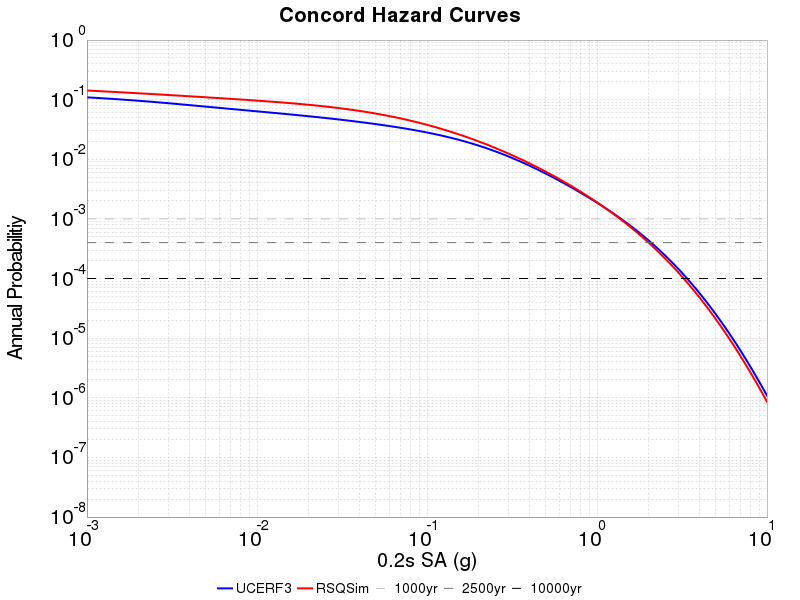 Concord Hazard Curves
10^0
10^-1
10^-2
10^-3
10^-4
10^-5
10^-6
10^-7
10^-8
Annual Probabilitiy
10^-3 10^-2 10^-1 10^0 10^1
0.2s SA (g)
UCERF3 RSQSim 1000yr 2500yr 10000yr